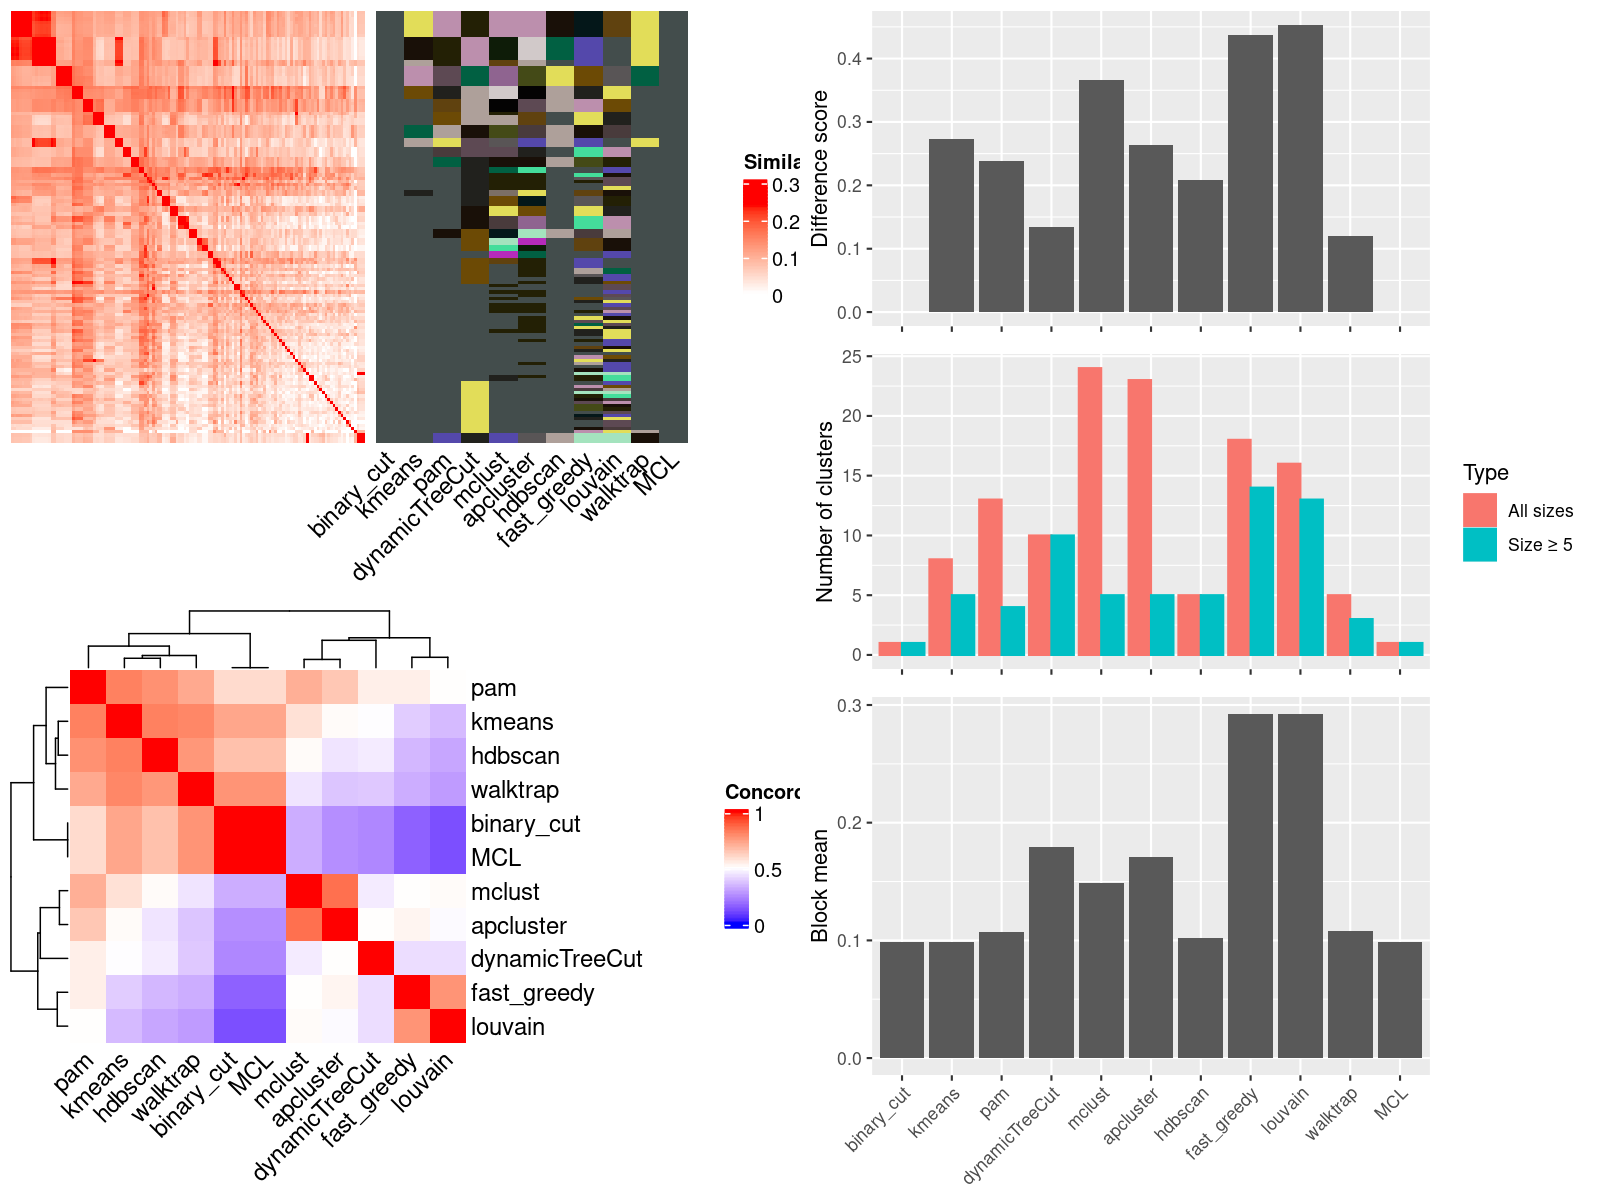 Simila
0.3
0.2
0.1
0
binary_cut
kmeans
pam
dynamicTreeCut
mclust
apcluster
hdbscan
fast_greedy
louvain
walktrap
MCL
pam
kmeans
hdbscan
walktrap
binary_cut
MCL
mclust
apcluster
dynamicTreeCut
fast_greedy
louvain
pam
kmeans
hdbscan
walktrap
binary_cut
MCL
mclust
apcluster
dynamicTreeCut
fast_greedy
louvain
Concord
1
0.5
0
Difference score
0.4
0.3
0.2
0.1
0.0
Number of clusters
25
20
15
10
5
0
Type
All sizes
Size ≥ 5
Block mean
0.3
0.2
0.1
0.0
binary_cut
kmeans
pam
dynamicTreeCut
mclust
apcluster
hdbscan
fast_greedy
louvain
walktrap
MCL